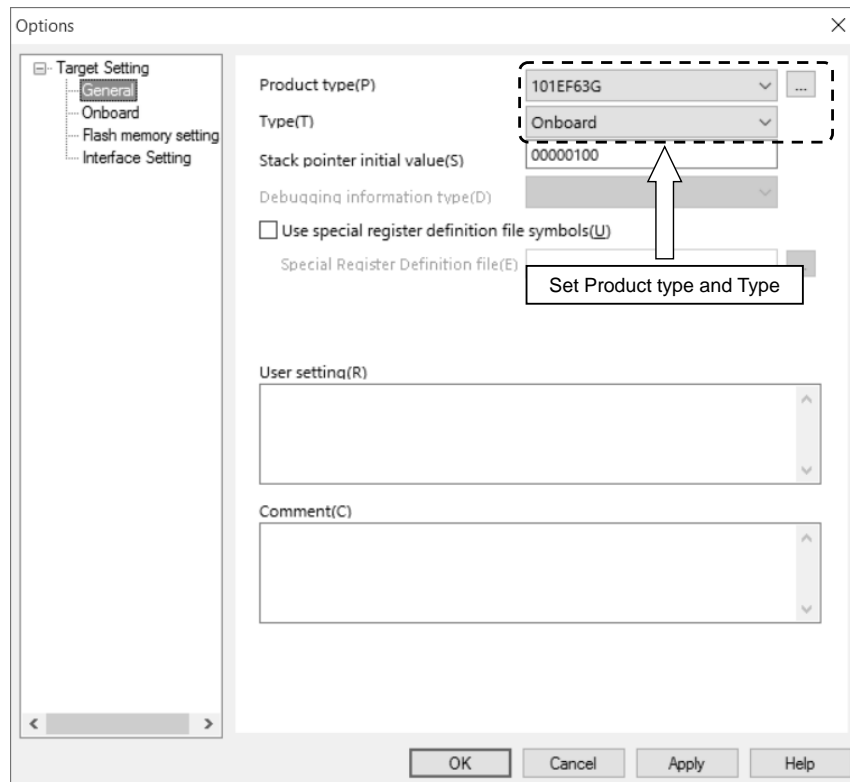 Options
Target Setting
General
Onboard
Flash memory setting
Interface Setting
Product type(P)
101EF63G
...
Type(T)
Onboard
Stack pointer initial value(S)
00000100
Debugging information type(D)
Use special register definition file symbols(U)
Special Register Definition file(E)
Set Product type and Type
User setting(R)
Comment(C)
OK
Cancel
Apply
Help